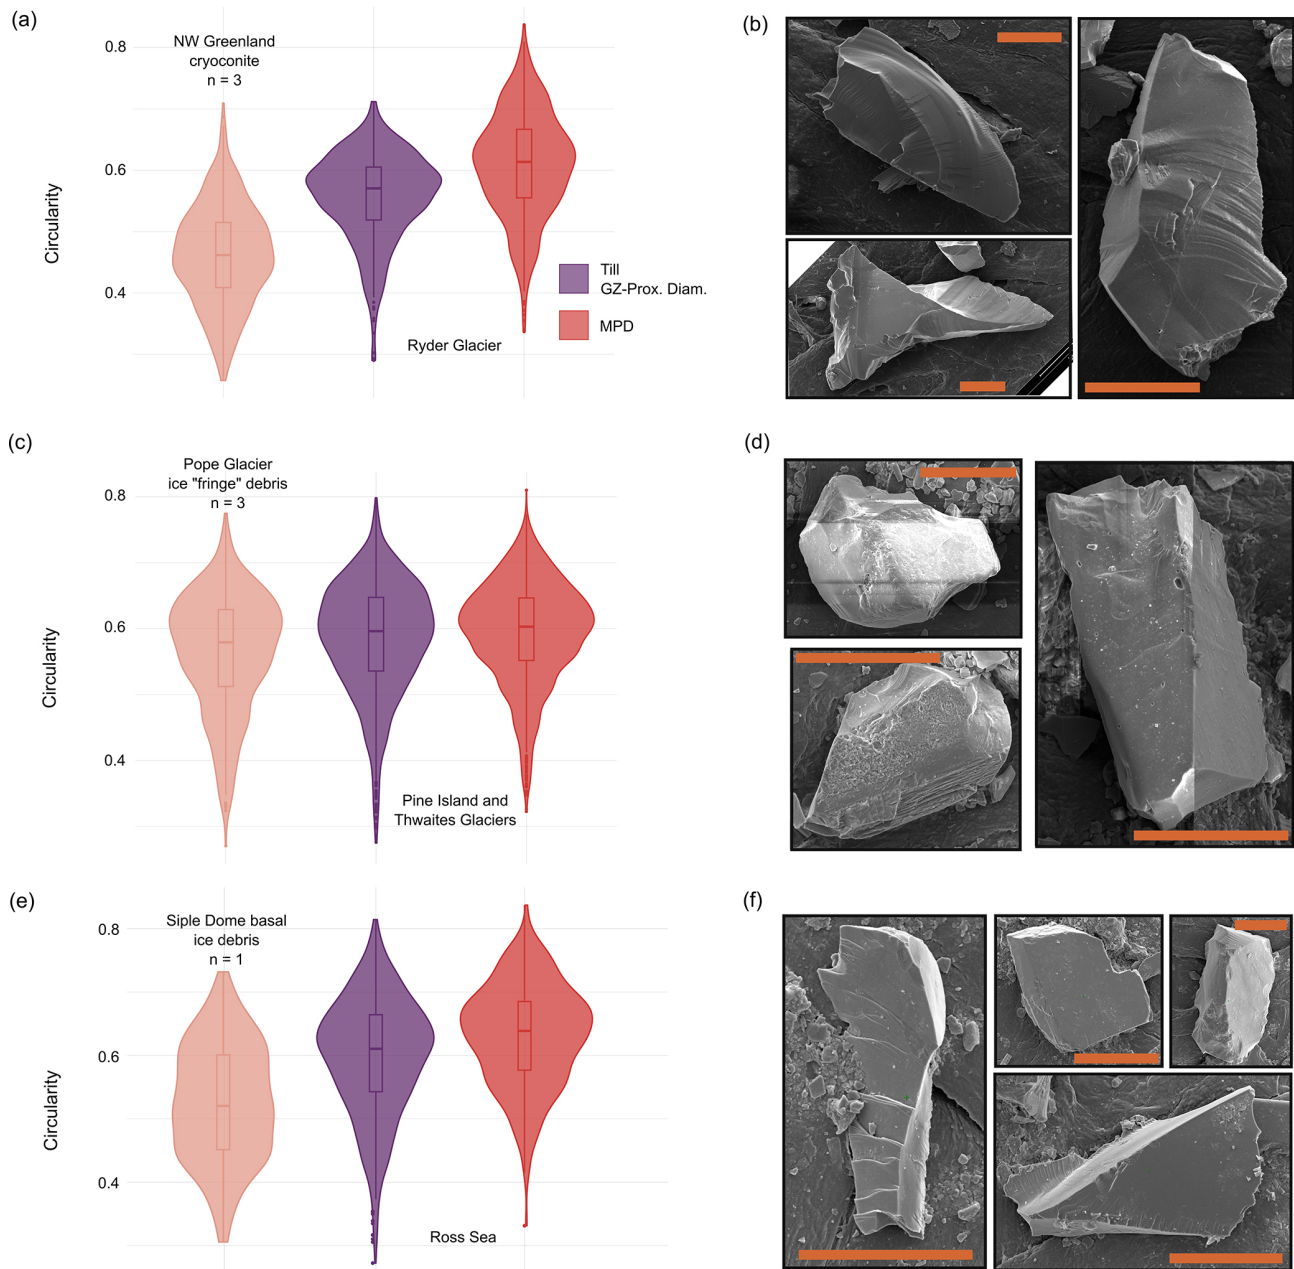 (a)
0.8
0.6
0.4
Circularity
NW Greenland
cryoconite
n = 3
Till
GZ-Prox. Diam.
MPD
Ryder Glacier
(b)
(c)
0.8
0.6
0.4
Circularity
Pope Glacier
ice "fringe" debris
n = 3
Pine Island and
Thwaites Glaciers
(d)
(e)
0.8
0.6
0.4
Circularity
Siple Dome basal
ice debris
n = 1
Ross Sea
(f)